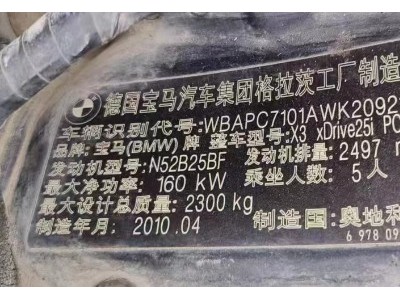 德国宝马汽车集团格拉茨工厂制造
车辆识别代号:WBAPC7101AWK2092
品牌: 宝马(BMW) 牌 整车型号:X3 xDrive25i PC
发动机型号:N52B25BF 发动机排量: 2497
最大净功率: 160 kW 乘坐人数: 5 人
最大设计总质量: 2300 kg
制造年月: 2010.04 制造国:奥地利
6 978 09